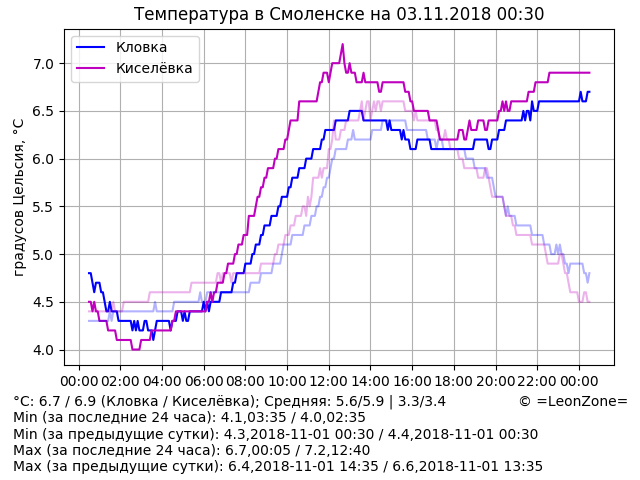 Температура в Смоленске на 03.11.2018 00:30
Кловка
Киселёвка
градусов Цельсия, °C
7.0
6.5
6.0
5.5
5.0
4.5
4.0
00:00 02:00 04:00 06:00 08:00 10:00 12:00 14:00 16:00 18:00 20:00 22:00 00:00
°C: 6.7 / 6.9 (Кловка / Киселёвка); Средняя: 5.6/5.9 | 3.3/3.4 © =LeonZone=
Min (за последние 24 часа): 4.1,03:35 / 4.0,02:35
Min (за предыдущие сутки): 4.3,2018-11-01 00:30 / 4.4,2018-11-01 00:30
Max (за последние 24 часа): 6.7,00:05 / 7.2,12:40
Max (за предыдущие сутки): 6.4,2018-11-01 14:35 / 6.6,2018-11-01 13:35